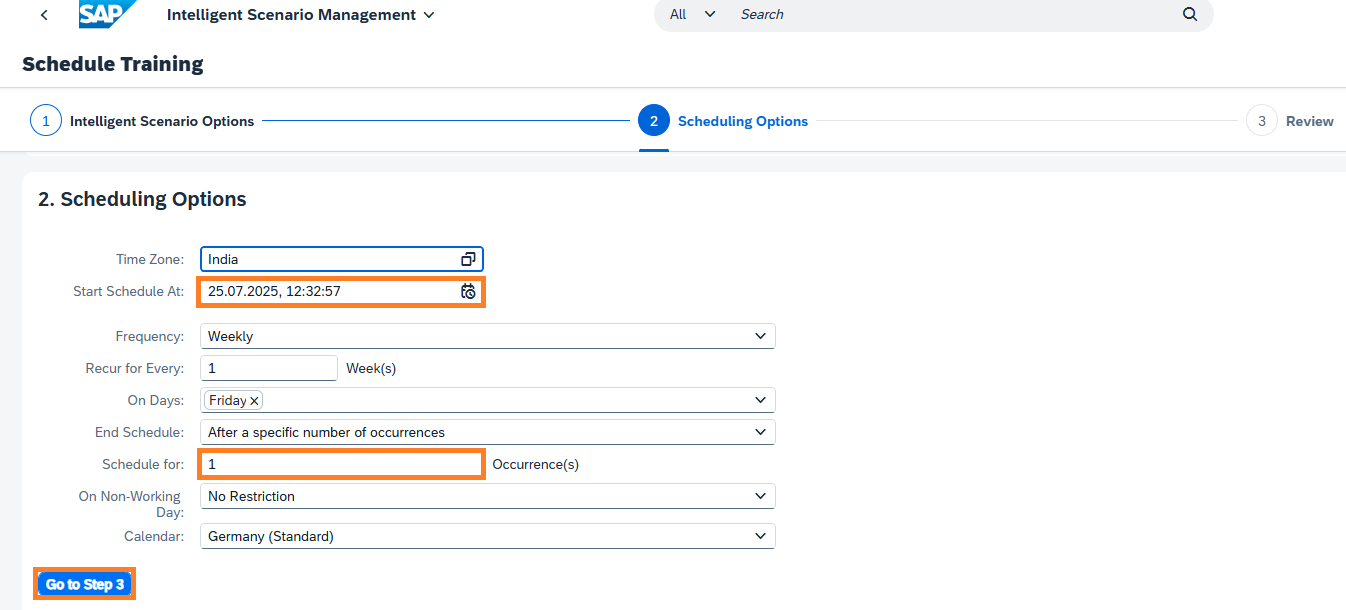 SAP Intelligent Scenario Management All Search
Schedule Training
1 Intelligent Scenario Options 2 Scheduling Options 3 Review
2. Scheduling Options
Time Zone: India
Start Schedule At: 25.07.2025, 12:32:57
Frequency: Weekly
Recur for Every: 1 Week(s)
On Days: Friday
End Schedule: After a specific number of occurrences
Schedule for: 1 Occurrence(s)
On Non-Working No Restriction
Day:
Calendar: Germany (Standard)
Go to Step 3